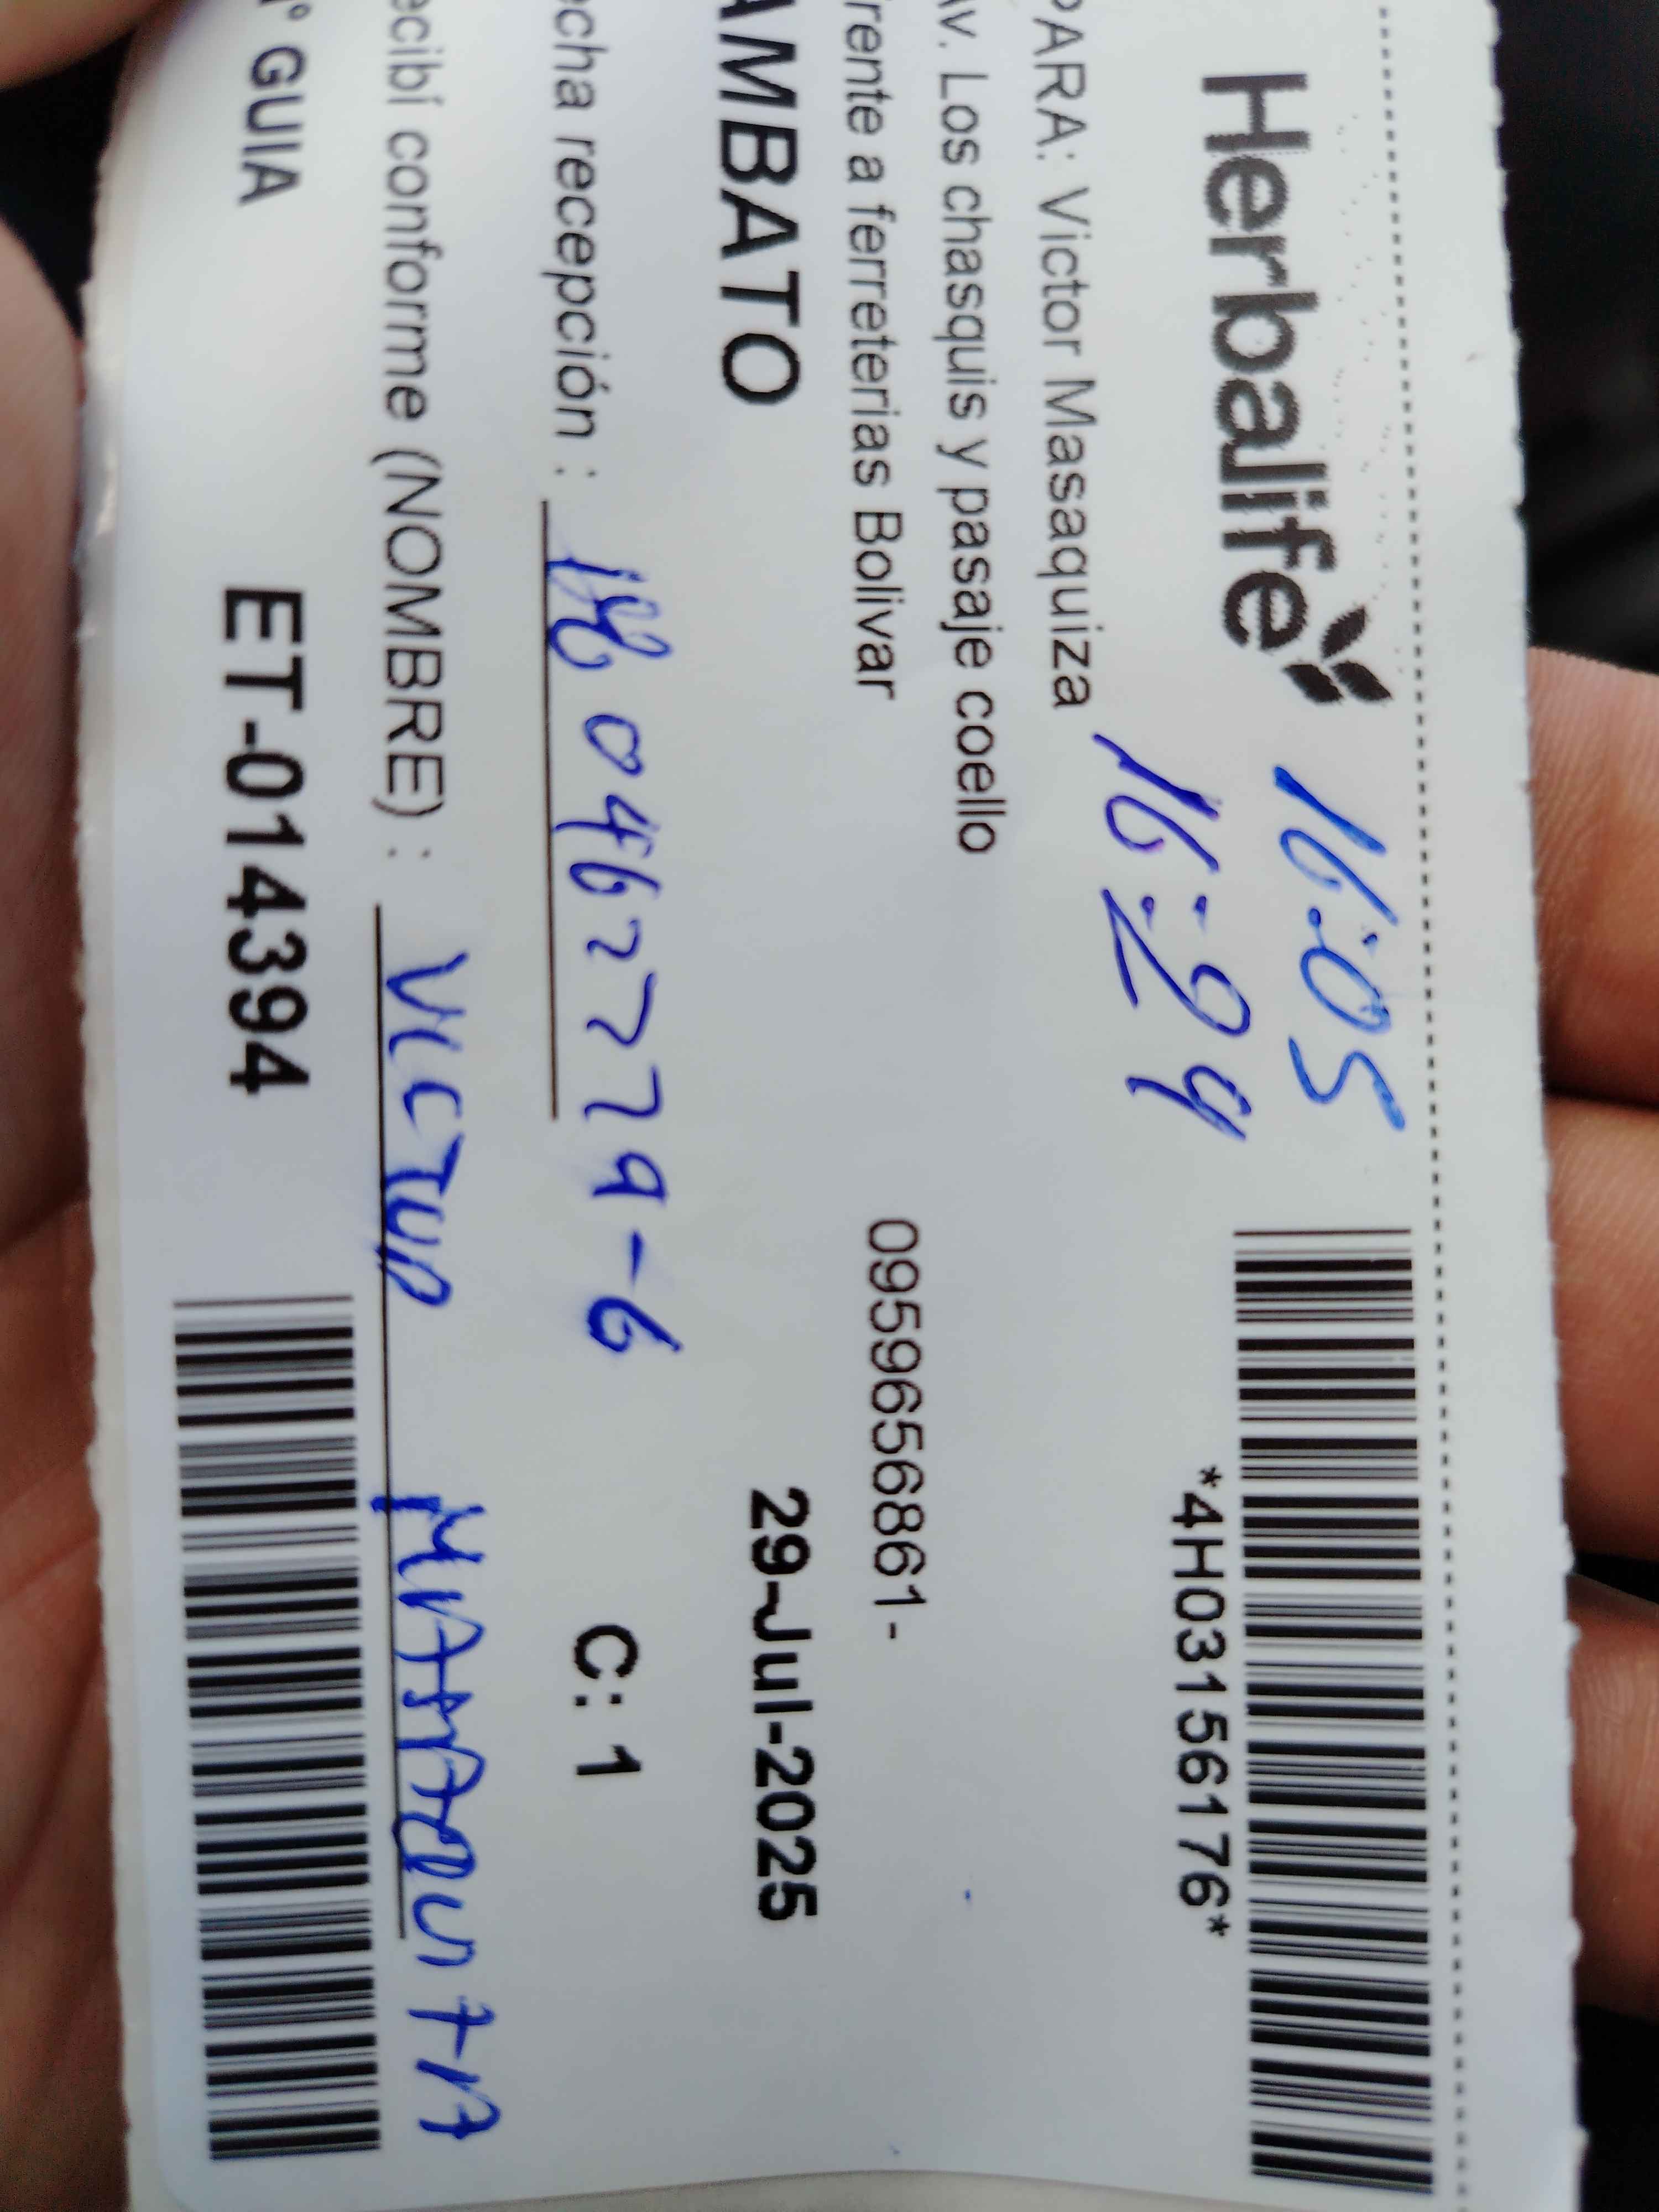 Herbalife
16:05
16:29
*4H03156176*
PARA: Victor Masaquiza
Av. Los chasquis y pasaje coello
frente a ferreterias Bolivar
0959656861-
AMBATO
29-Jul-2025
echa recepción :
0462779-6
C: 1
ecibí conforme (NOMBRE) : VICTOR
° GUIA
ET-014394